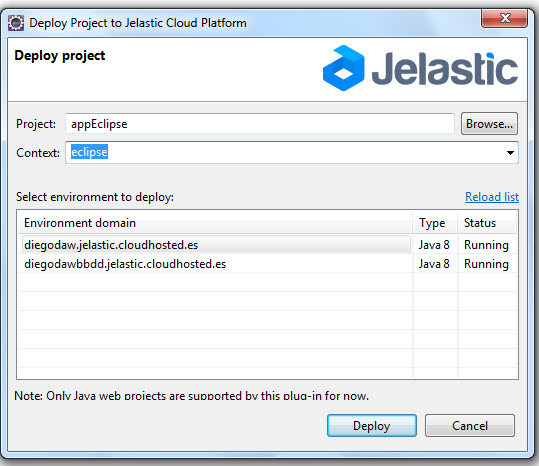 Deploy Project to Jelastic Cloud Platform
Deploy project
Jelastic
Project: appEclipse Browse...
Context: eclipse
Select environment to deploy: Reload list
Environment domain Type Status
diegodaw.jelastic.cloudhosted.es Java 8 Running
diegodawbbdd.jelastic.cloudhosted.es Java 8 Running
Note: Only Java web projects are supported by this plug-in for now.
Deploy Cancel